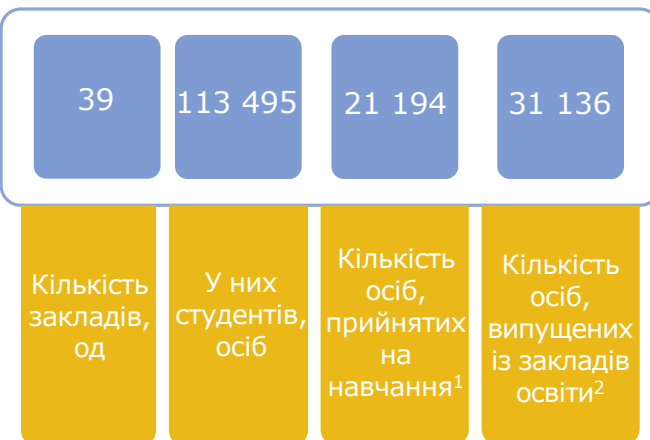 39
113 495
21 194
31 136
Кількість
закладів,
од
У них
студентів,
осіб
Кількість
осіб,
прийнятих
на
навчання¹
Кількість
осіб,
випущених
із закладів
освіти²